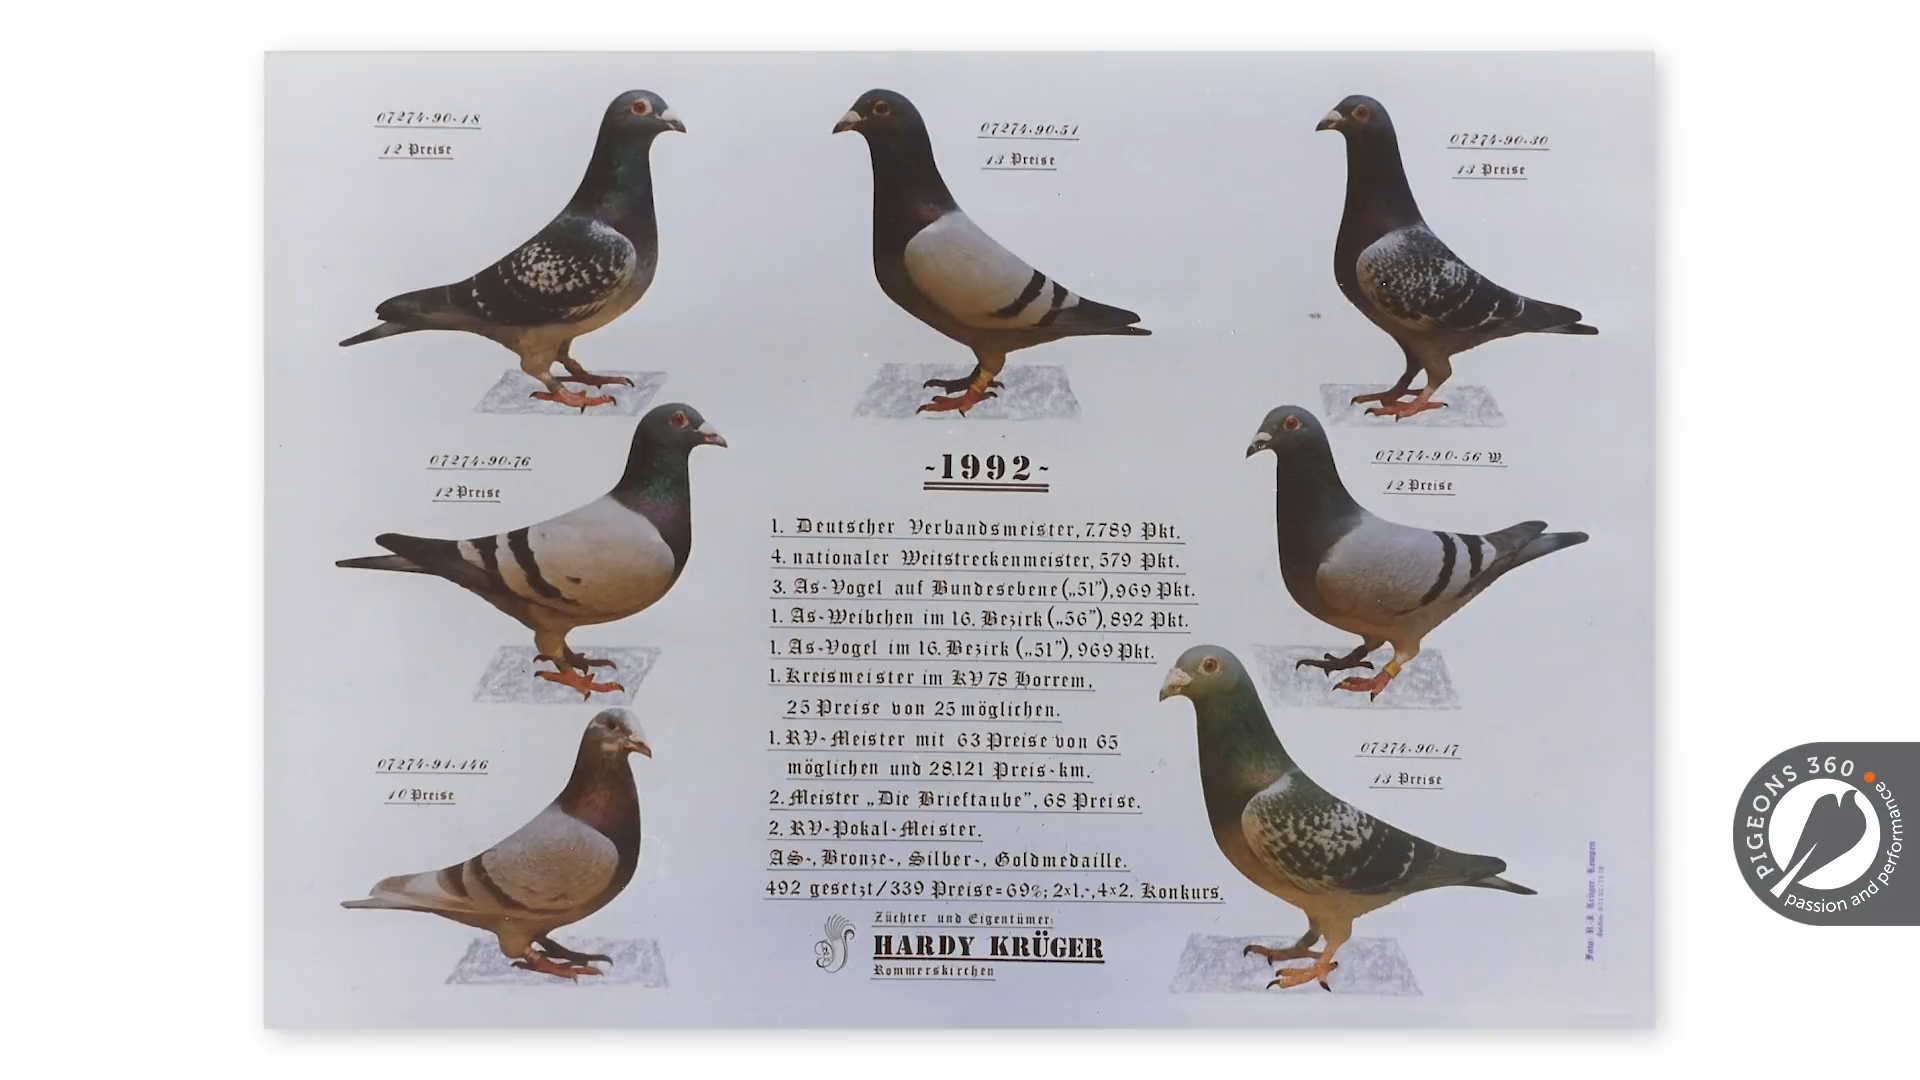 07274-90-18
12 Preise
07274-90-51
13 Preise
07274-90-30
13 Preise
07274-90-76
12 Preise
07274-90-56 W.
12 Preise
-1992-
1. Deutscher Verbandsmeister, 7.789 Pkt.
4. nationaler Weitstreckenmeister, 579 Pkt.
3. As-Vogel auf Bundesebene („51”), 969 Pkt.
1. As-Weibchen im 16. Bezirk („56”), 892 Pkt.
1. As-Vogel im 16. Bezirk („51”), 969 Pkt.
1. Kreismeister im KV 78 Horrem,
25 Preise von 25 möglichen.
1. RV-Meister mit 63 Preise von 65
möglichen und 28.121 Preis-km.
2. Meister „Die Brieftaube”, 68 Preise.
2. RV-Pokal-Meister.
AS-, Bronze-, Silber-, Goldmedaille.
492 gesetzt/339 Preise=69%; 2x1.-, 4x2. Konkurs.
07274-91-146
10 Preise
07274-90-17
13 Preise
Züchter und Eigentümer:
HARDY KRÜGER
Rommerskirchen
Foto: H.J. Krüger, Kempen
PIGEONS 360
passion and performance